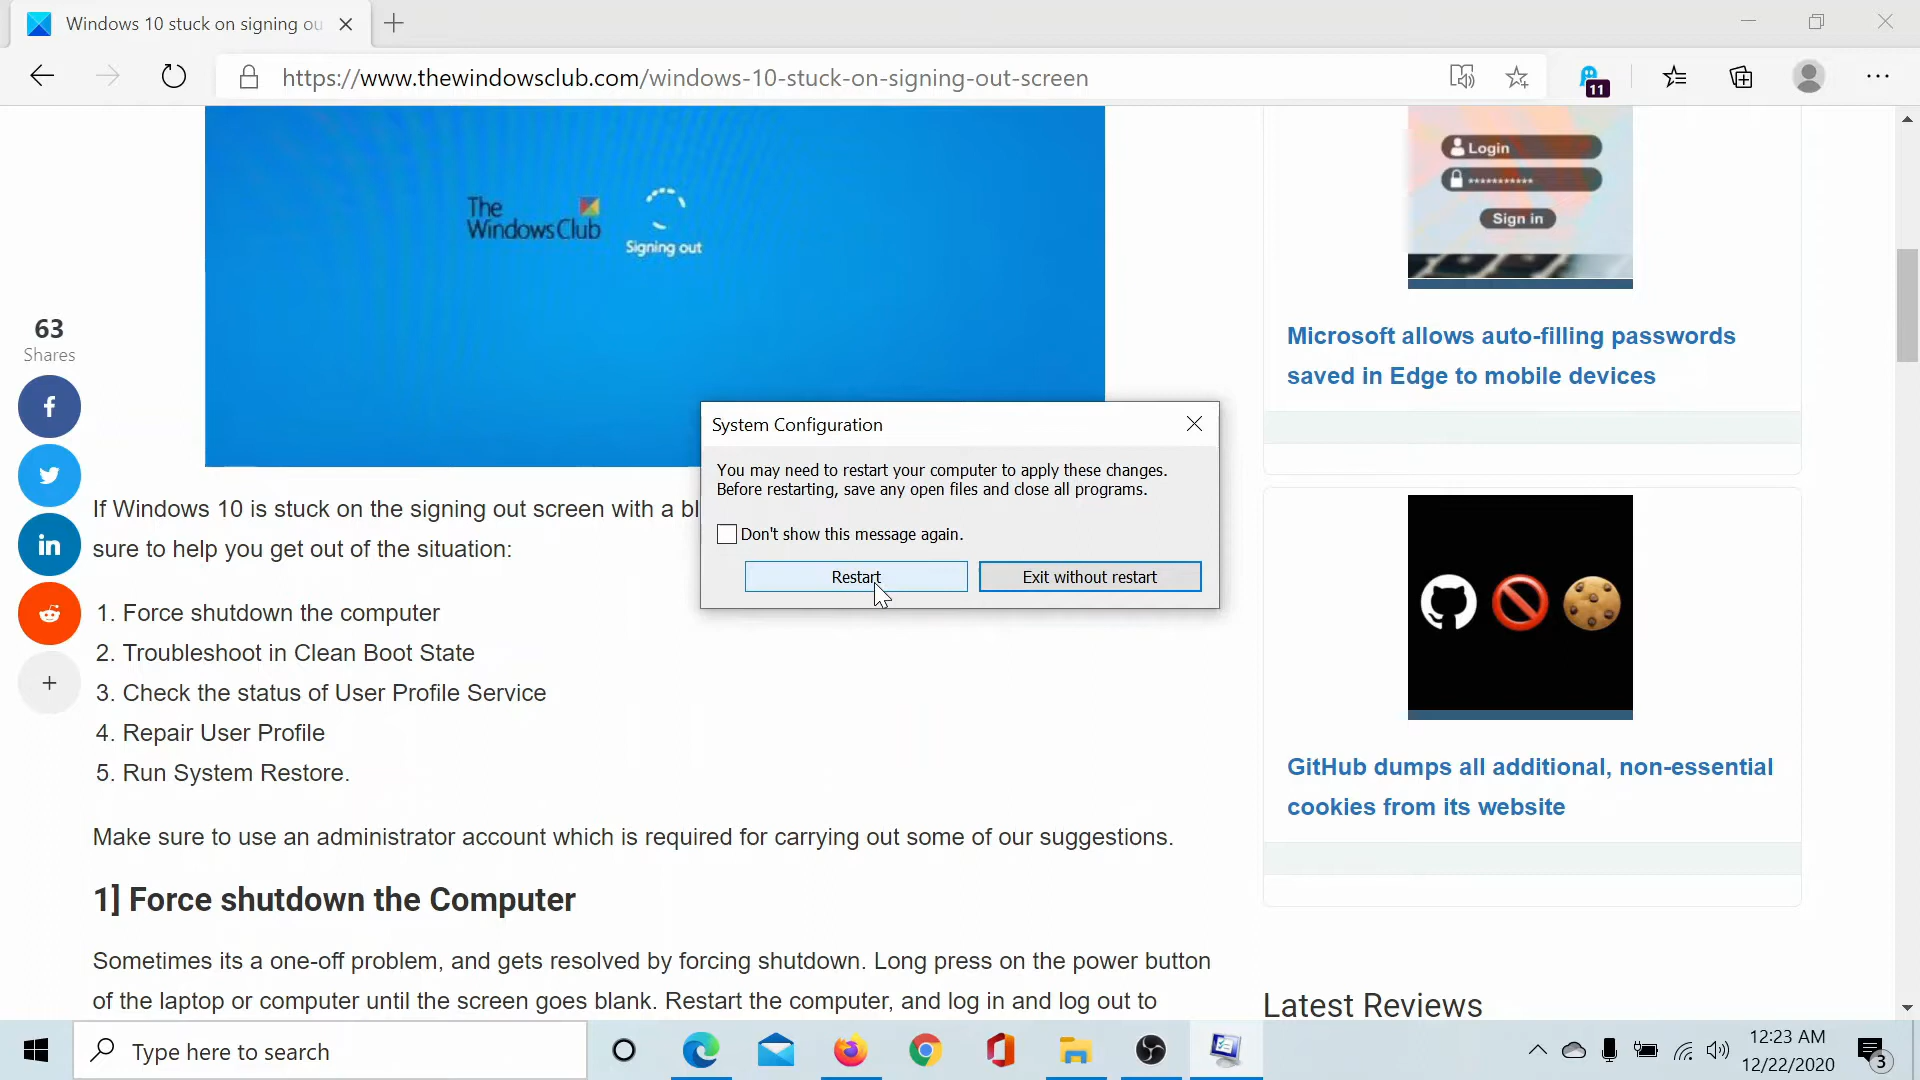 Windows 10 stuck on signing ou
https://www.thewindowsclub.com/windows-10-stuck-on-signing-out-screen
11
The
WindowsClub
Signing out
63
Shares
If Windows 10 is stuck on the signing out screen with a bl
sure to help you get out of the situation:
1. Force shutdown the computer
2. Troubleshoot in Clean Boot State
3. Check the status of User Profile Service
4. Repair User Profile
5. Run System Restore.
Make sure to use an administrator account which is required for carrying out some of our suggestions.
1] Force shutdown the Computer
Sometimes its a one-off problem, and gets resolved by forcing shutdown. Long press on the power button
of the laptop or computer until the screen goes blank. Restart the computer, and log in and log out to
System Configuration
You may need to restart your computer to apply these changes.
Before restarting, save any open files and close all programs.
Don't show this message again.
Restart
Exit without restart
Login
***********
Sign in
Microsoft allows auto-filling passwords
saved in Edge to mobile devices
GitHub dumps all additional, non-essential
cookies from its website
Latest Reviews
Type here to search
12:23 AM
12/22/2020
3